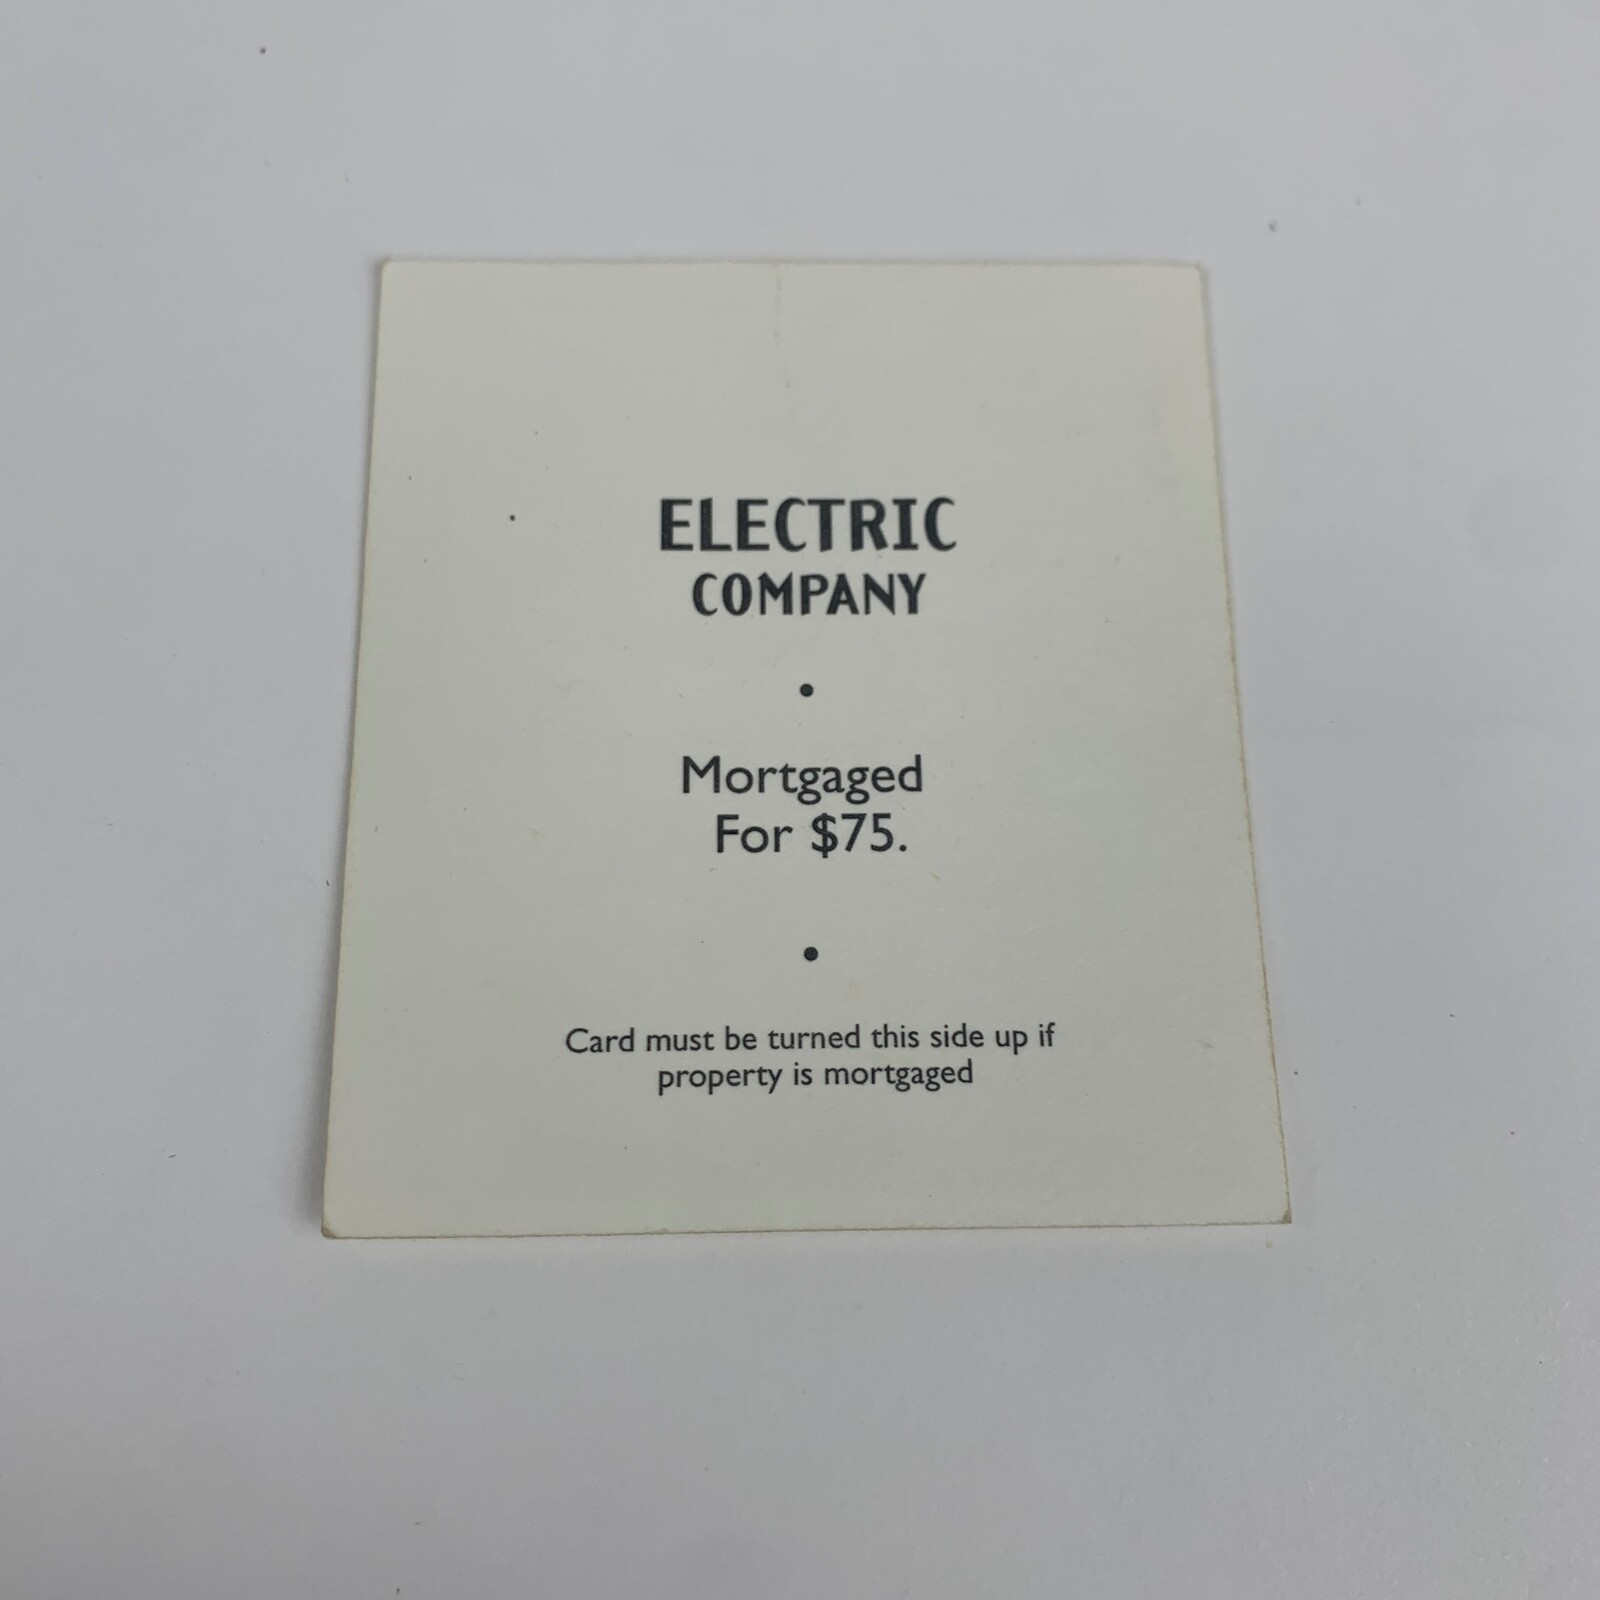 ELECTRIC
COMPANY
•
Mortgaged
For $75.
•
Card must be turned this side up if
property is mortgaged